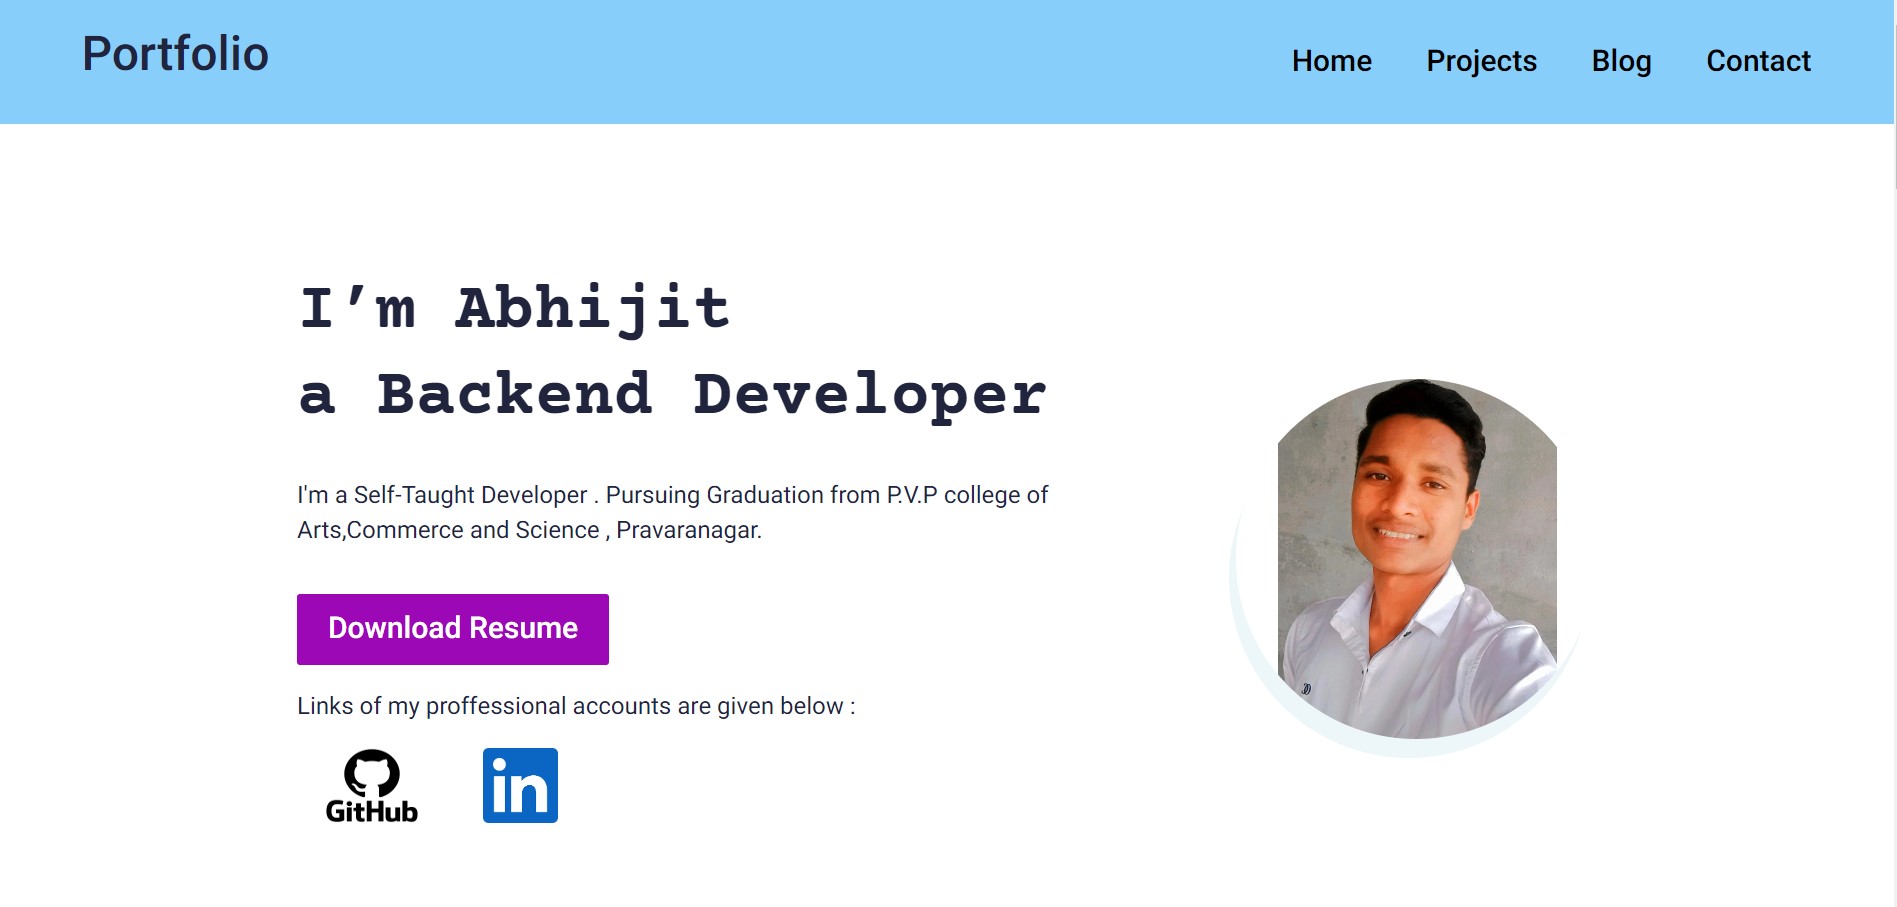 Portfolio
Home Projects Blog Contact
I’m Abhijit
a Backend Developer
I'm a Self-Taught Developer . Pursuing Graduation from P.V.P college of
Arts,Commerce and Science , Pravaranagar.
Download Resume
Links of my proffessional accounts are given below :
GitHub
in